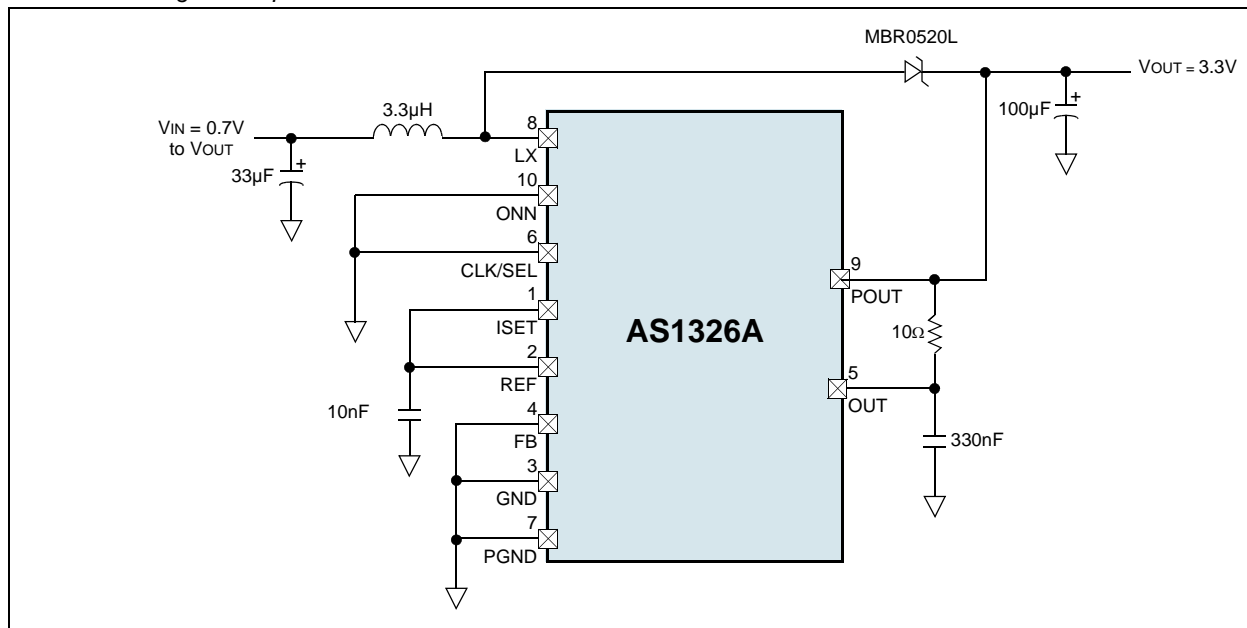 MBR0520L
VOUT = 3.3V
100µF
+
3.3µH
VIN = 0.7V
to VOUT
33µF
+
8
LX
10
ONN
6
CLK/SEL
1
ISET
2
REF
10nF
4
FB
3
GND
7
PGND
AS1326A
9
POUT
10Ω
5
OUT
330nF